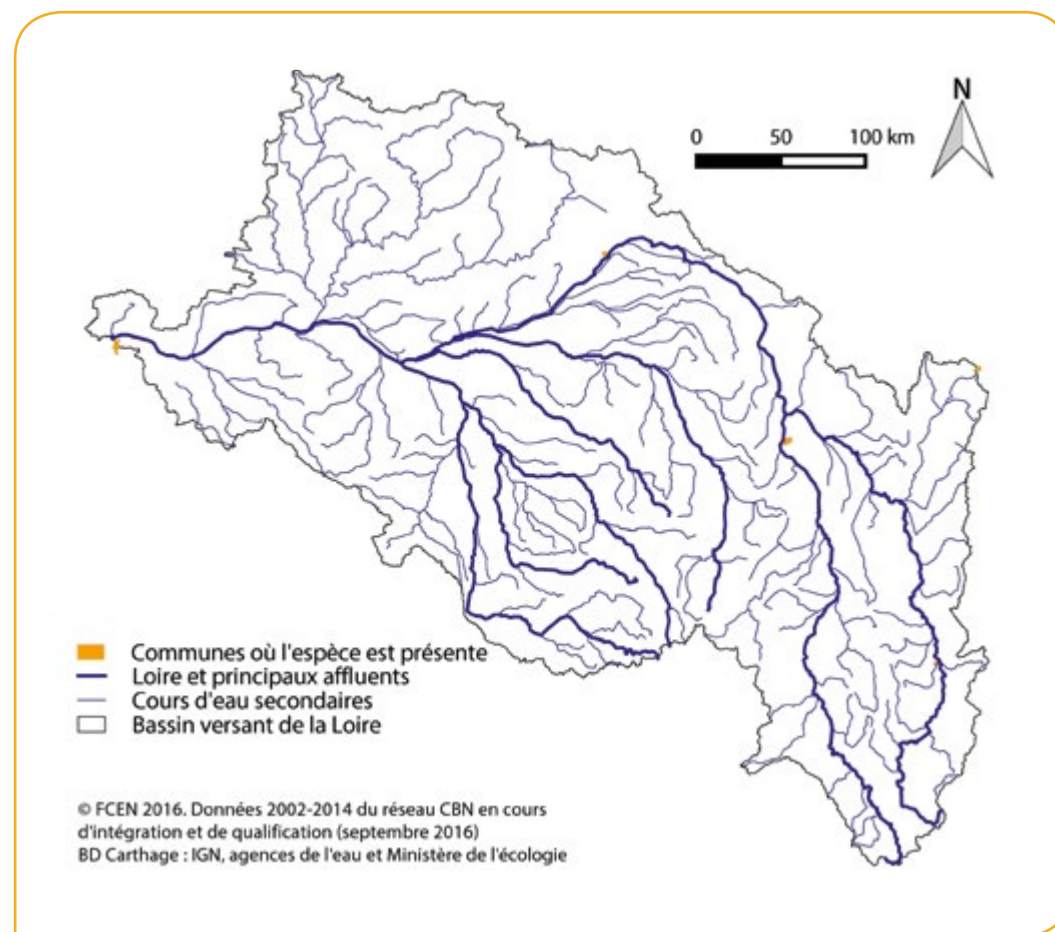 N
0 50 100 km
Communes où l'espèce est présente
Loire et principaux affluents
Cours d'eau secondaires
Bassin versant de la Loire
© FCEN 2016. Données 2002-2014 du réseau CBN en cours
d'intégration et de qualification (septembre 2016)
BD Carthage : IGN, agences de l'eau et Ministère de l'écologie